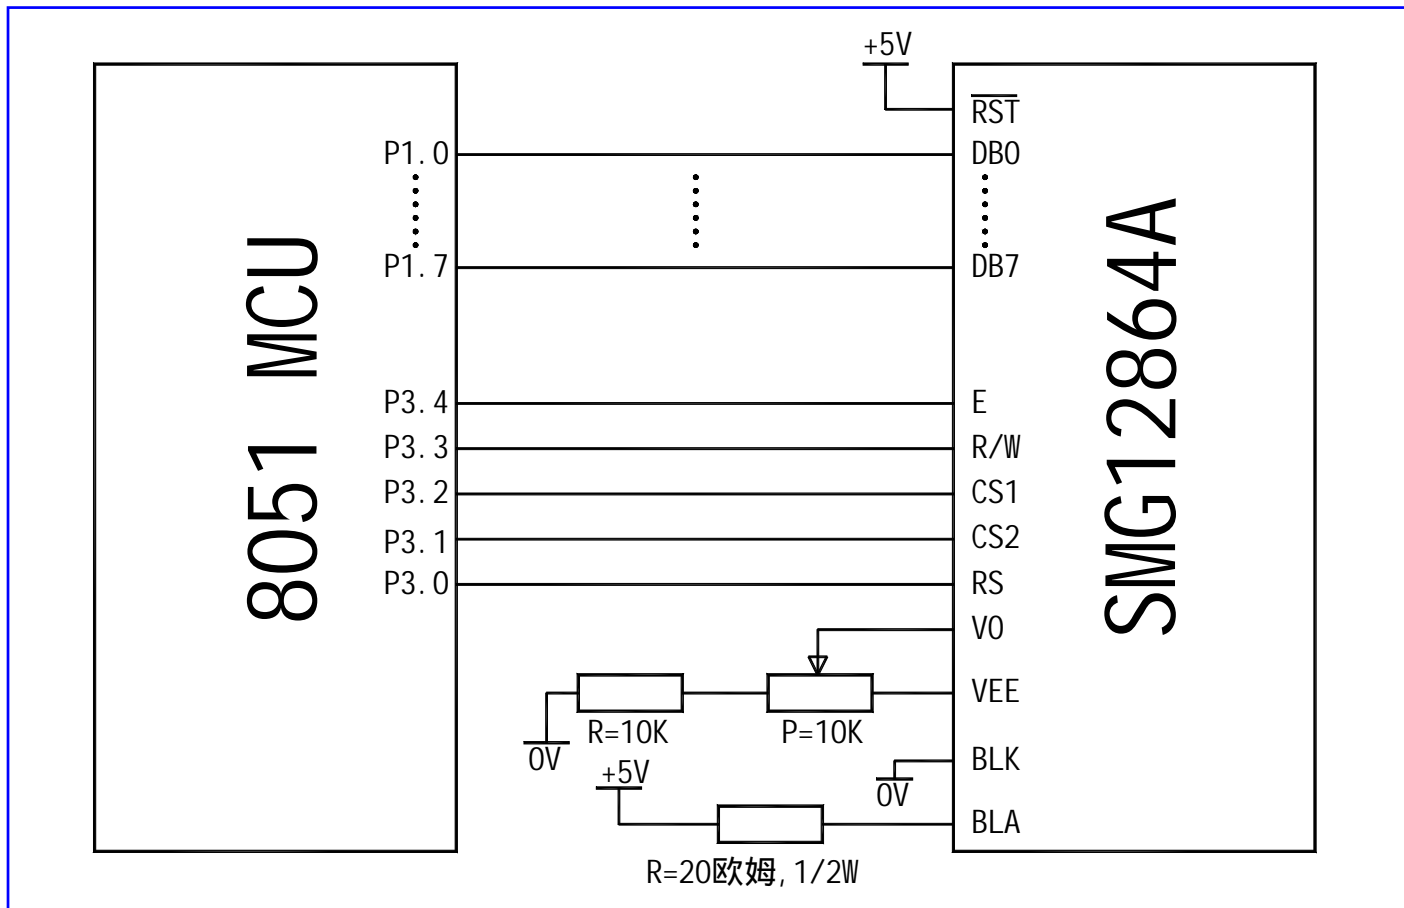 +5V
RST
P1.0
DB0
P1.7
DB7
8051 MCU
SMG12864A
P3.4
E
P3.3
R/W
P3.2
CS1
P3.1
CS2
P3.0
RS
V0
VEE
R=10K
P=10K
0V
BLK
+5V
0V
BLA
R=20欧姆,1/2W